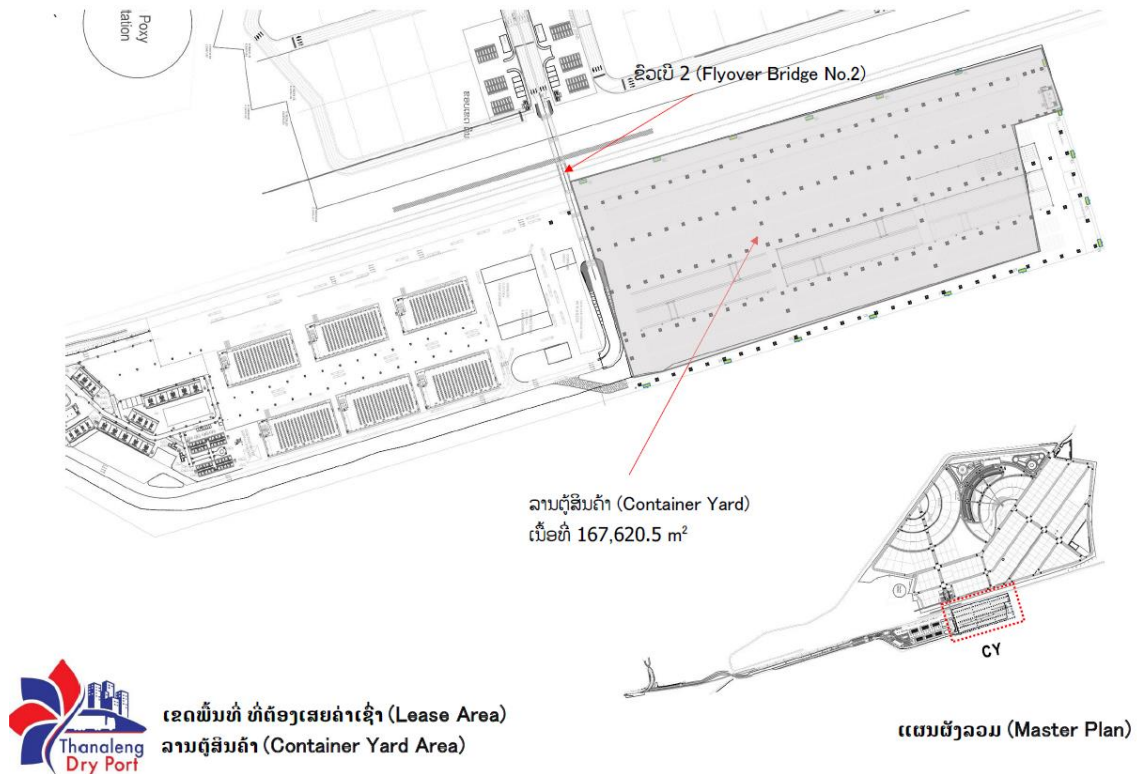 Poxy
tation
ຂົວເບີ 2 (Flyover Bridge No.2)
ລານຕູ້ສິນຄ້າ (Container Yard)
ເນື້ອທີ່ 167,620.5 m²
CY
Thanaleng
Dry Port
ເຂດພື້ນທີ່ ທີ່ຕ້ອງເສຍຄ່າເຊົ່າ (Lease Area)
ລານຕູ້ສິນຄ້າ (Container Yard Area)
ແຜນຜັງລວມ (Master Plan)